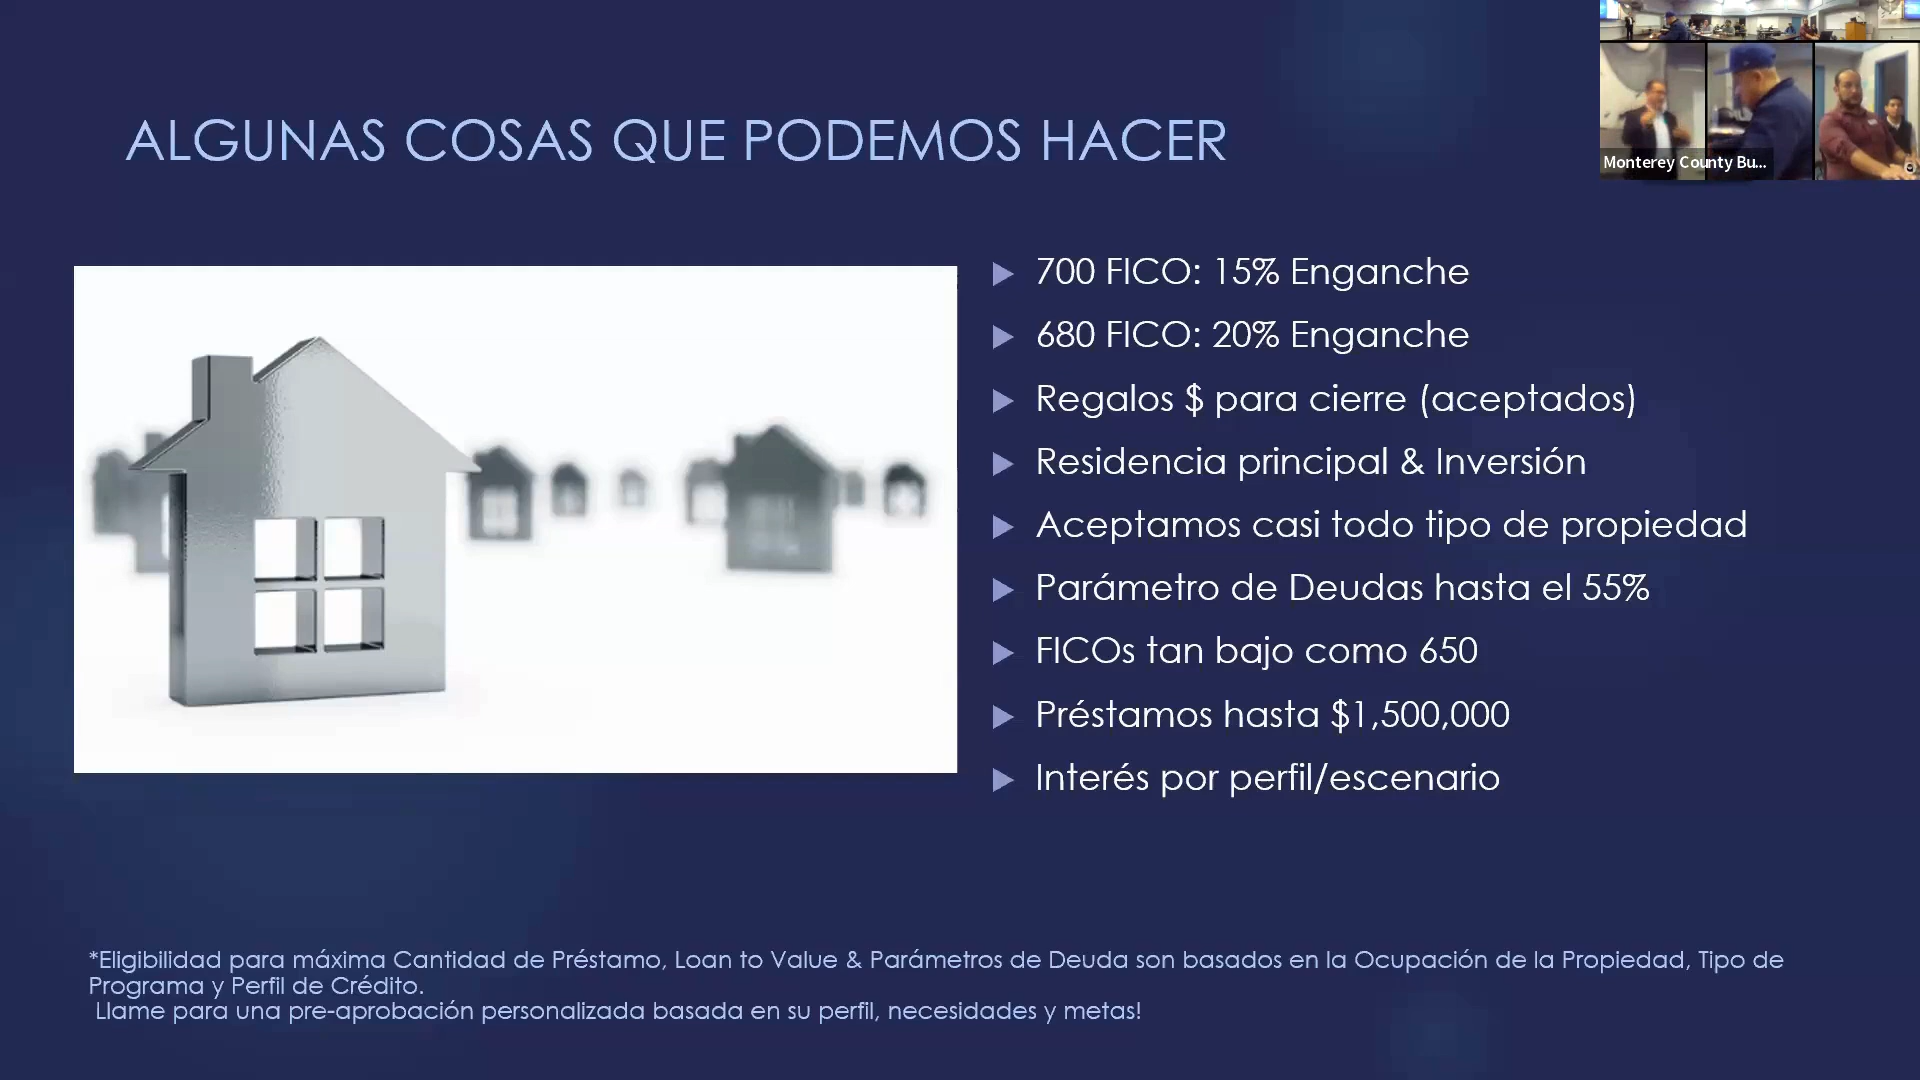 ALGUNAS COSAS QUE PODEMOS HACER
Monterey County Bu...
700 FICO: 15% Enganche
680 FICO: 20% Enganche
Regalos $ para cierre (aceptados)
Residencia principal & Inversión
Aceptamos casi todo tipo de propiedad
Parámetro de Deudas hasta el 55%
FICOs tan bajo como 650
Préstamos hasta $1,500,000
Interés por perfil/escenario
*Eligibilidad para máxima Cantidad de Préstamo, Loan to Value & Parámetros de Deuda son basados en la Ocupación de la Propiedad, Tipo de
Programa y Perfil de Crédito.
Llame para una pre-aprobación personalizada basada en su perfil, necesidades y metas!